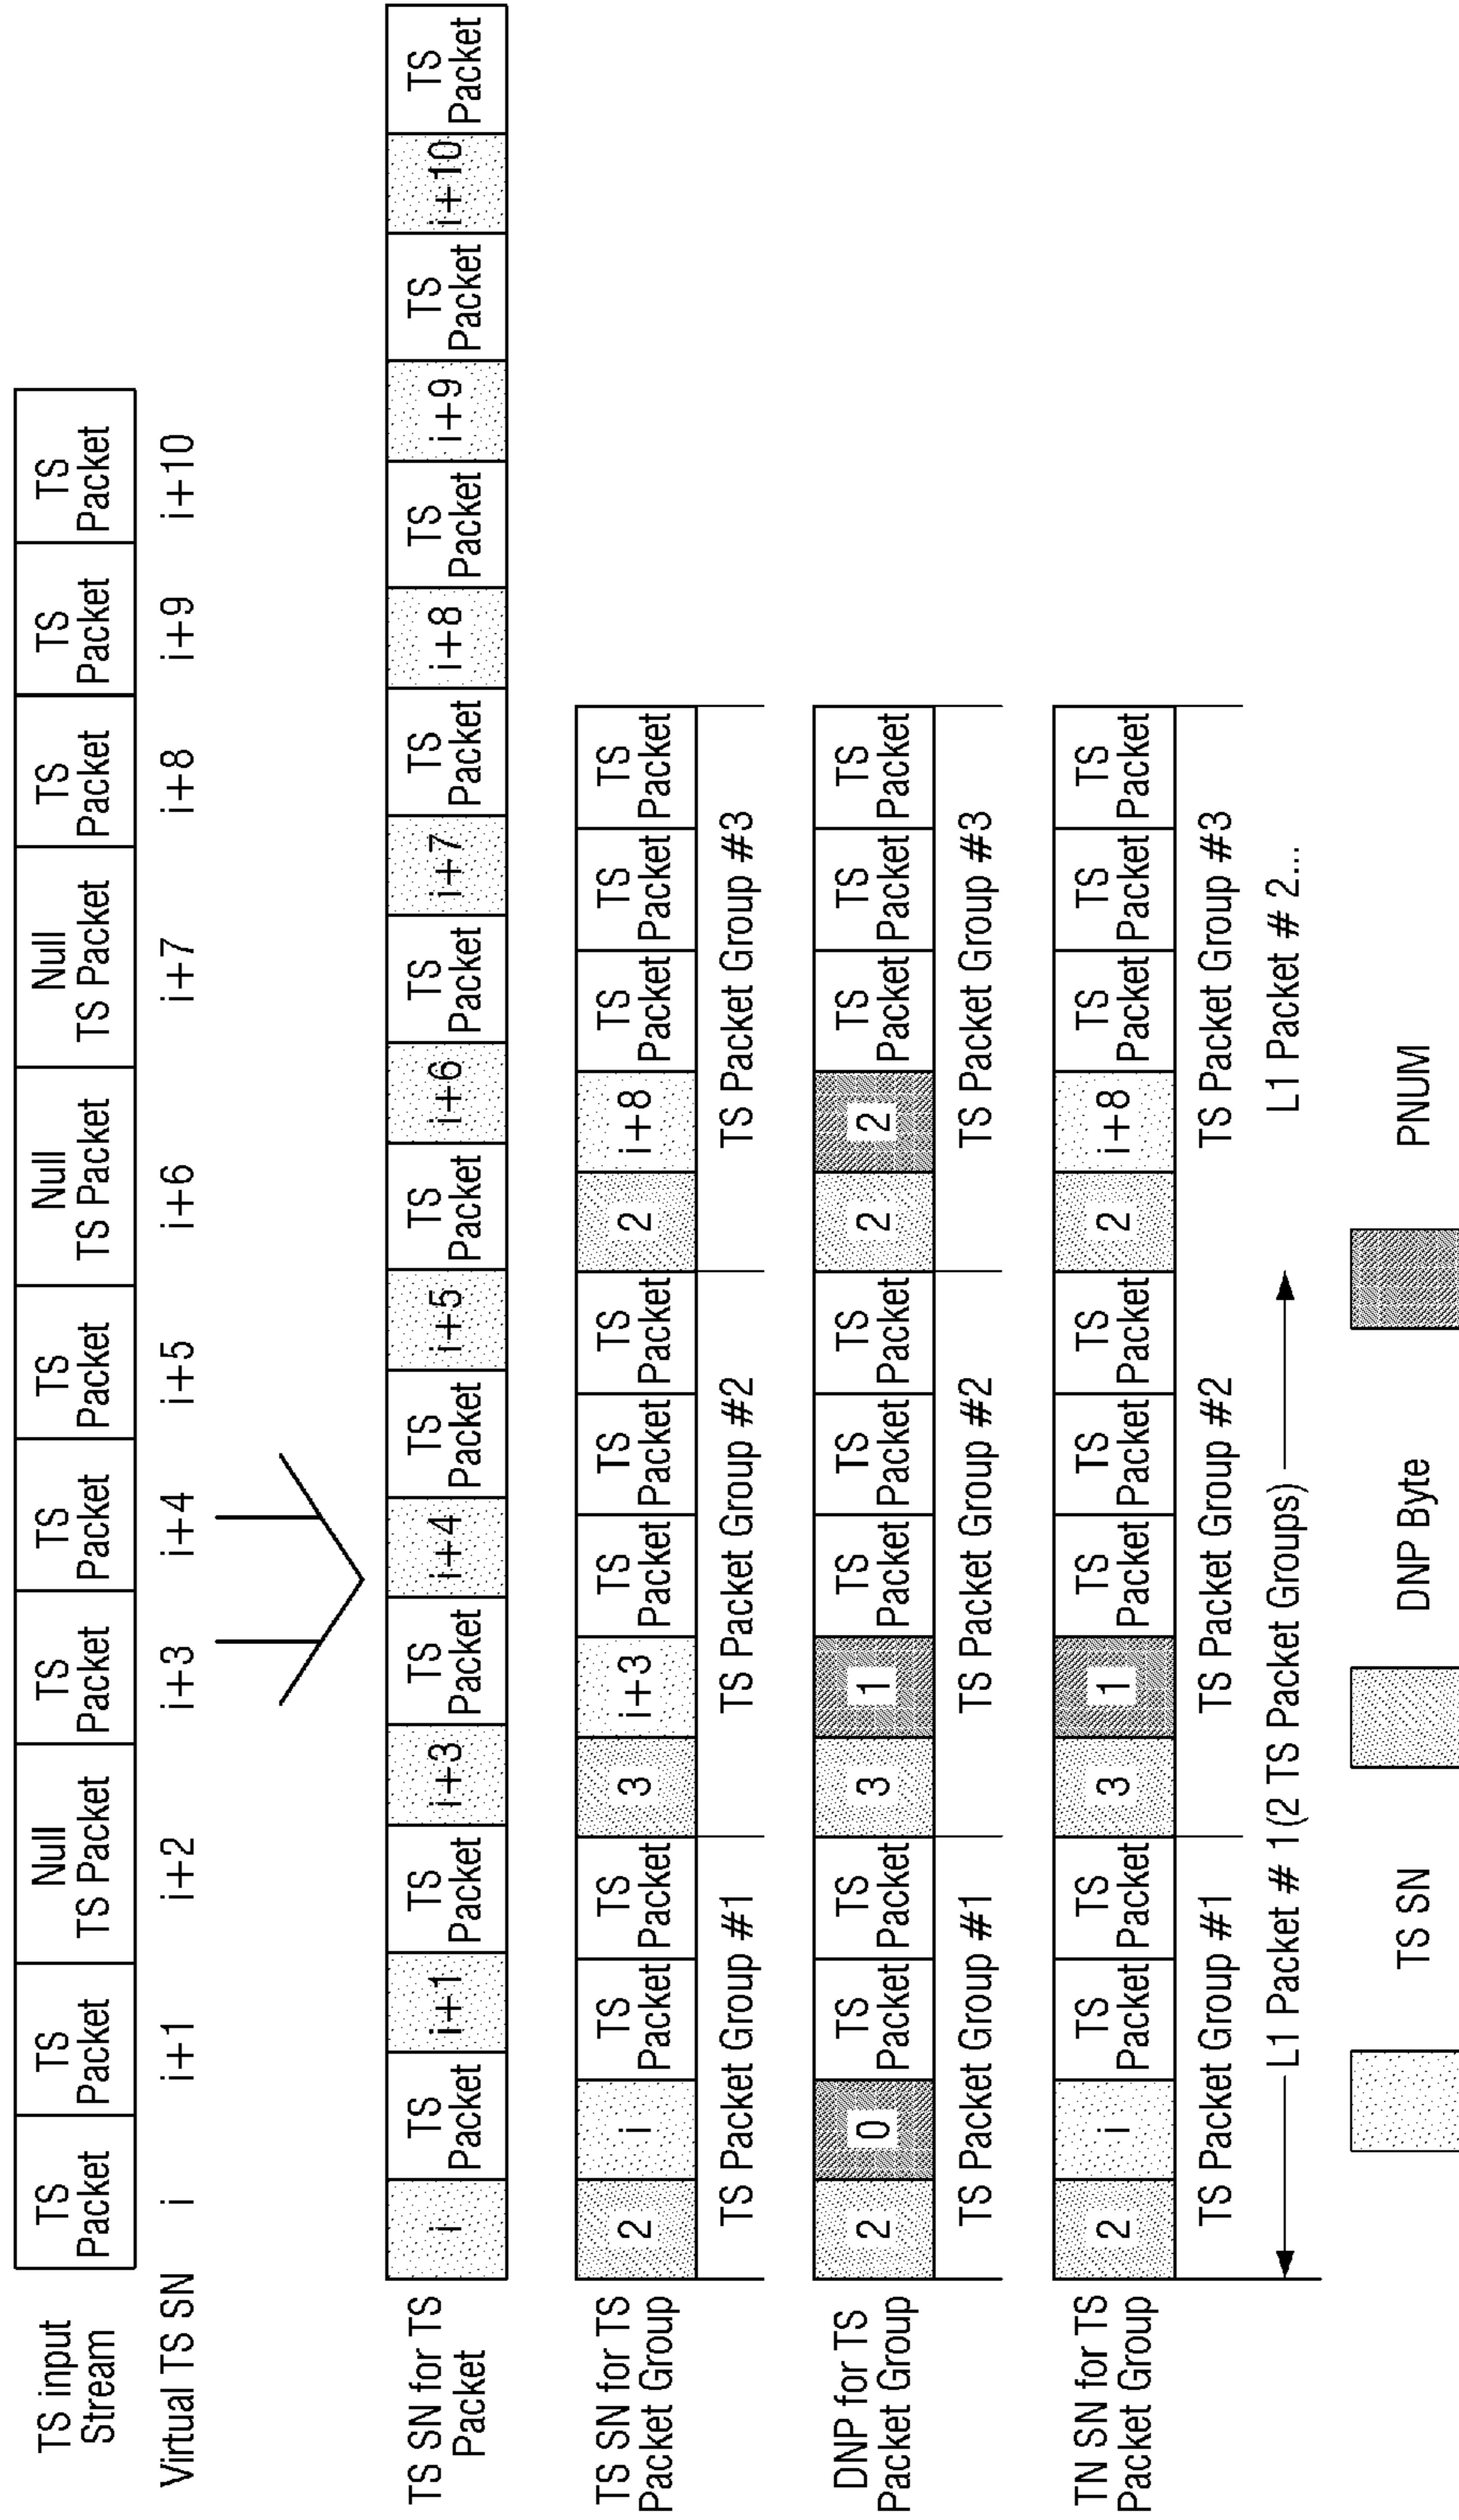 TS input
Stream
TS
Packet
TS
Packet
Null
TS Packet
TS
Packet
TS
Packet
TS
Packet
Null
TS Packet
Null
TS Packet
TS
Packet
TS
Packet
TS
Packet
Virtual TS SN
i
i+1
i+2
i+3
i+4
i+5
i+6
i+7
i+8
i+9
i+10
TS SN for TS
Packet
i
TS
Packet
i+1
TS
Packet
i+3
TS
Packet
i+4
TS
Packet
i+5
TS
Packet
i+6
TS
Packet
i+7
TS
Packet
i+8
TS
Packet
i+9
TS
Packet
i+10
TS
Packet
TS SN for TS
Packet Group
2
i
TS
Packet
TS
Packet
3
i+3
TS
Packet
TS
Packet
TS
Packet
2
i+8
TS
Packet
TS
Packet
TS
Packet
TS Packet Group #1
TS Packet Group #2
TS Packet Group #3
DNP for TS
Packet Group
2
0
TS
Packet
TS
Packet
3
1
TS
Packet
TS
Packet
TS
Packet
2
2
TS
Packet
TS
Packet
TS
Packet
TS Packet Group #1
TS Packet Group #2
TS Packet Group #3
TN SN for TS
Packet Group
2
i
TS
Packet
TS
Packet
3
1
TS
Packet
TS
Packet
TS
Packet
2
i+8
TS
Packet
TS
Packet
TS
Packet
TS Packet Group #1
TS Packet Group #2
TS Packet Group #3
L1 Packet # 1 (2 TS Packet Groups)
L1 Packet # 2...
TS SN
DNP Byte
PNUM